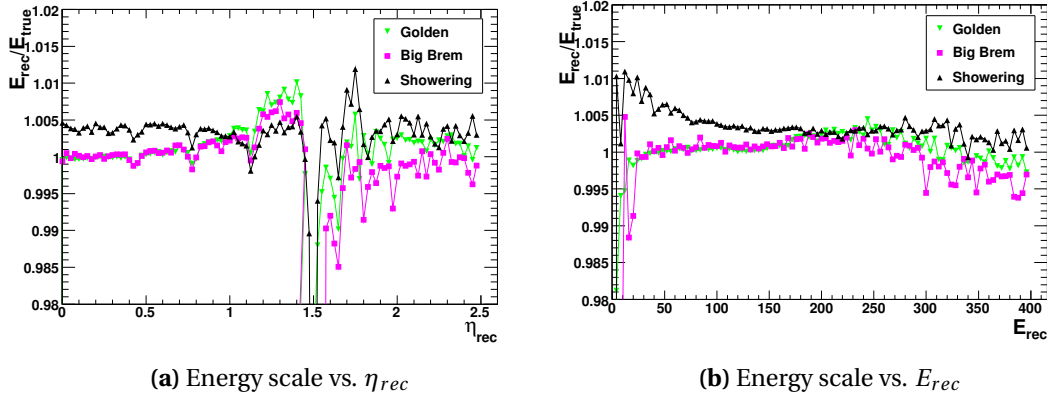 E_rec/E_true
1.02
1.015
1.01
1.005
1
0.995
0.99
0.985
0.98
Golden
Big Brem
Showering
0 0.5 1 1.5 2 2.5
η_rec
(a) Energy scale vs. η_rec
E_rec/E_true
1.02
1.015
1.01
1.005
1
0.995
0.99
0.985
0.98
Golden
Big Brem
Showering
0 50 100 150 200 250 300 350 400
E_rec
(b) Energy scale vs. E_rec